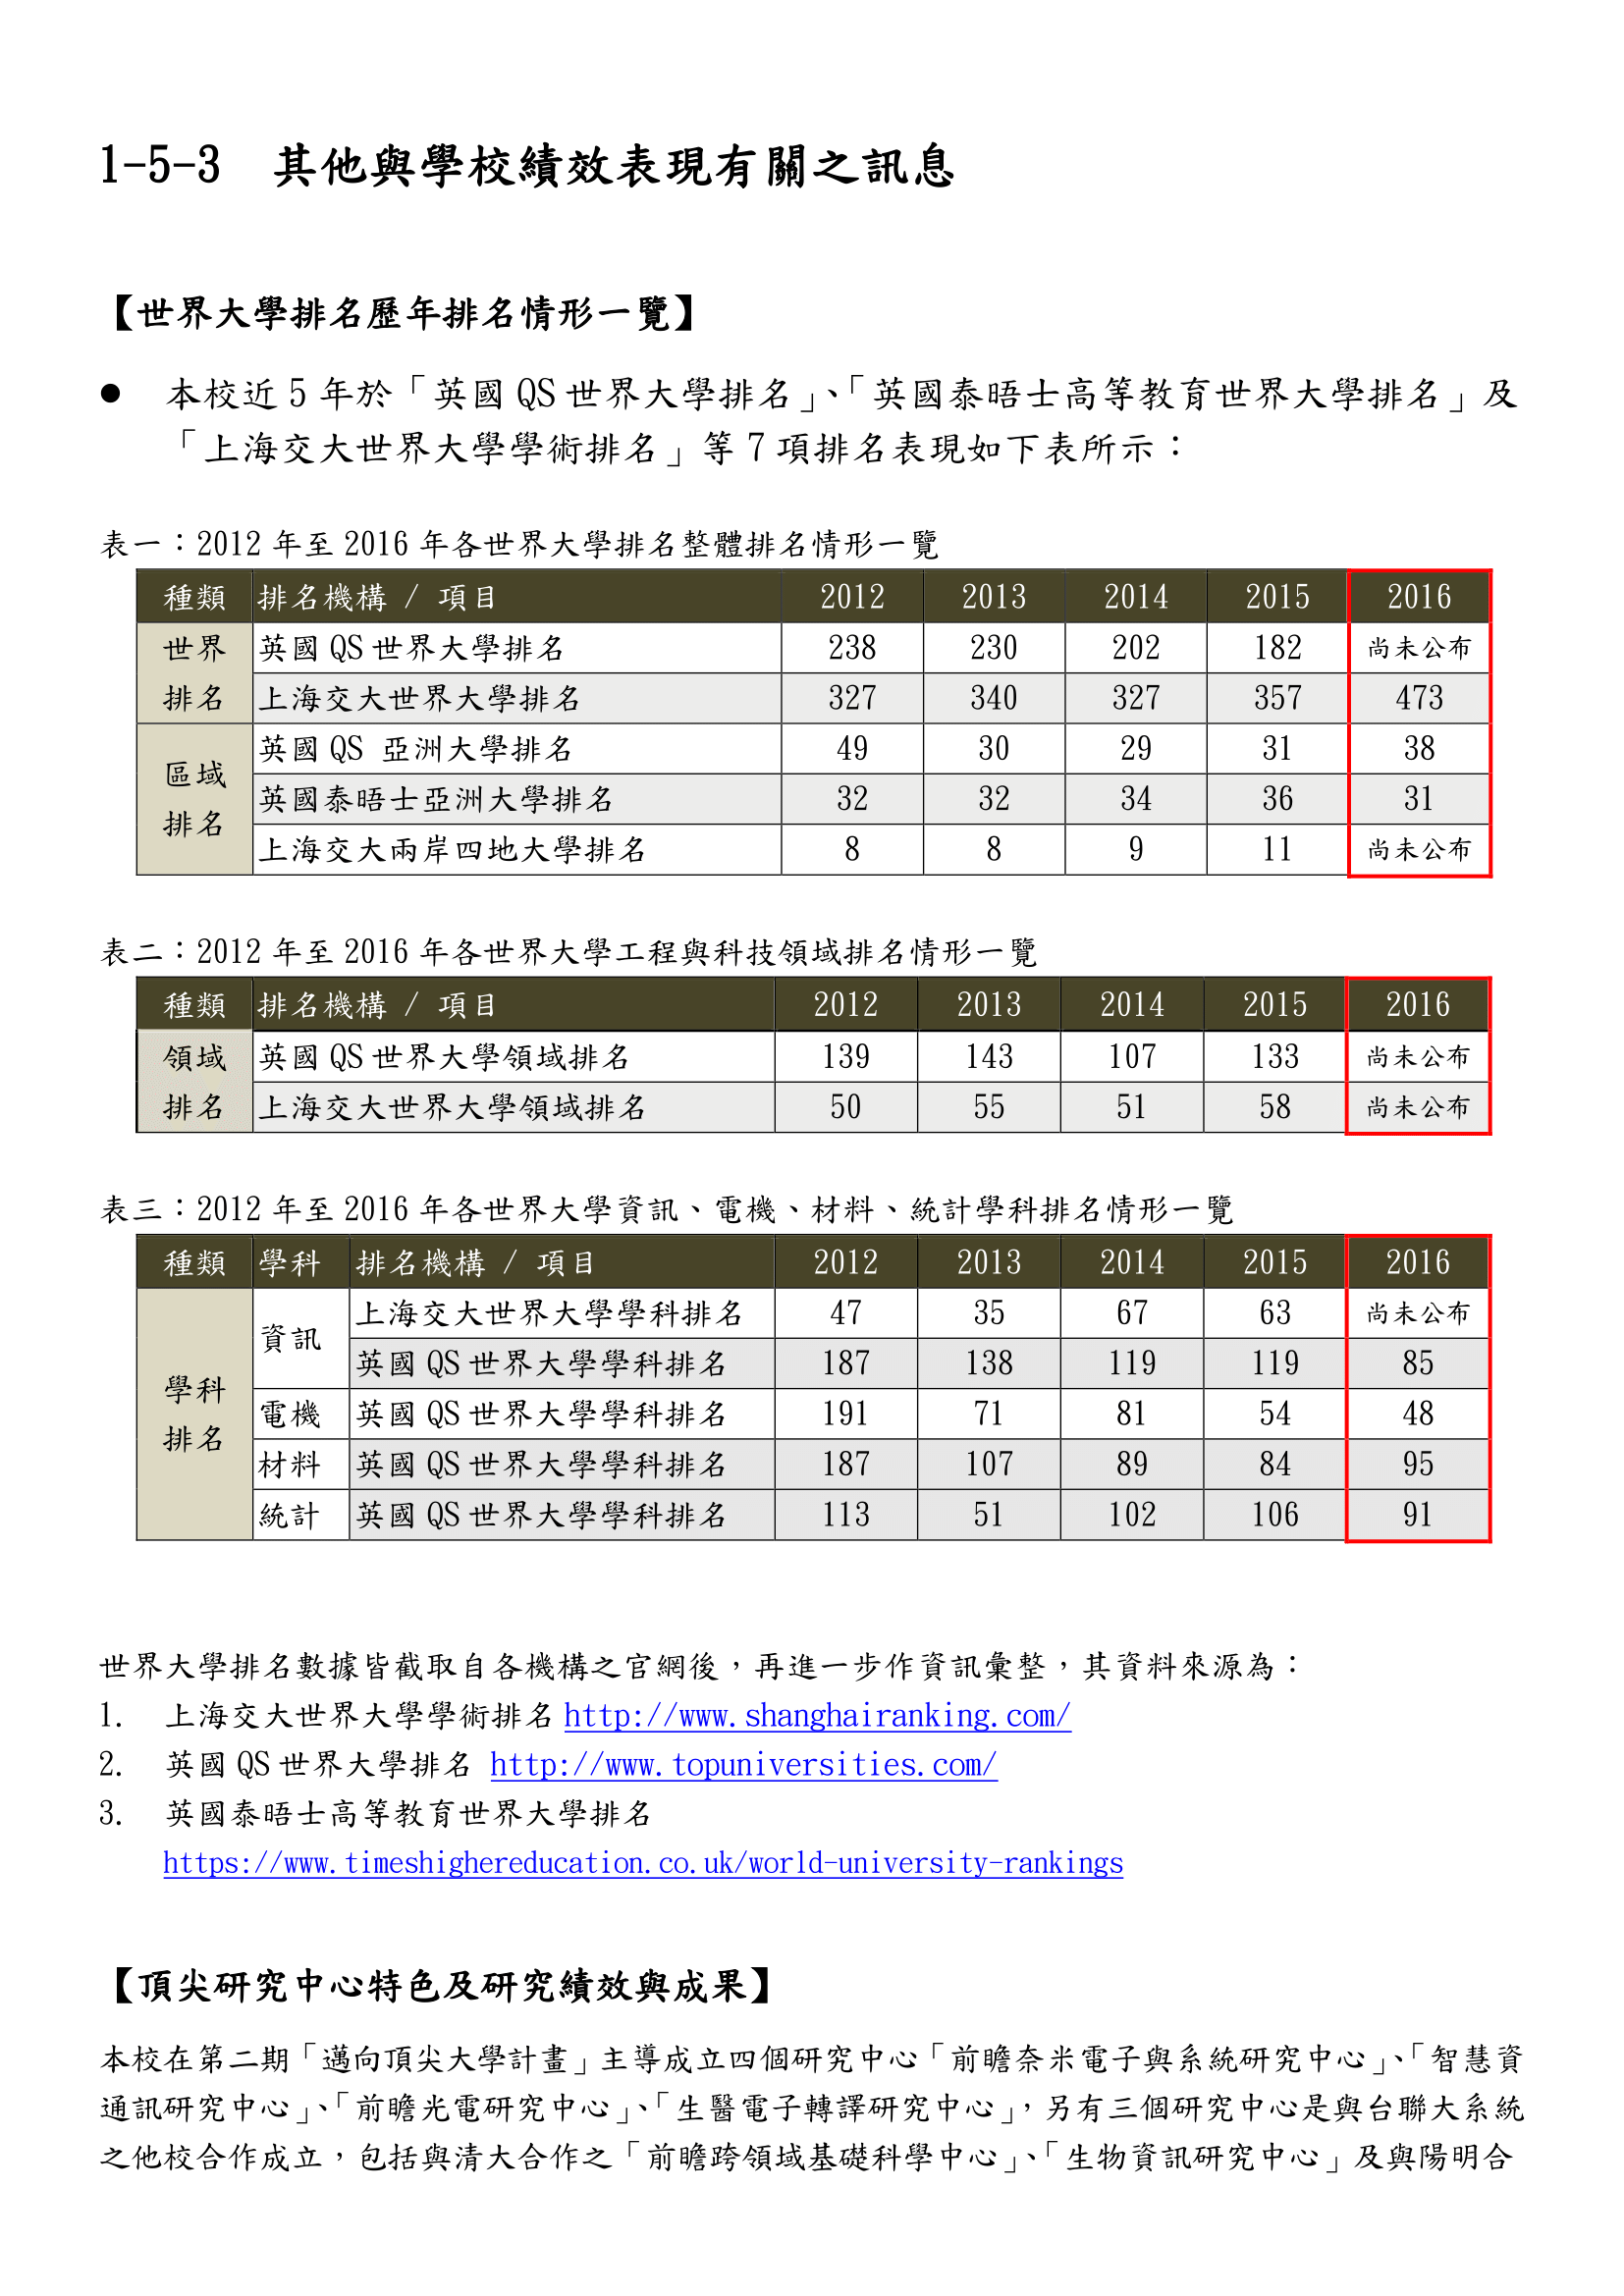 1-5-3　其他與學校績效表現有關之訊息
【世界大學排名歷年排名情形一覽】
● 本校近 5 年於「英國 QS 世界大學排名」、「英國泰晤士高等教育世界大學排名」及
「上海交大世界大學學術排名」等 7 項排名表現如下表所示：
表一：2012 年至 2016 年各世界大學排名整體排名情形一覽
種類 排名機構 / 項目 2012 2013 2014 2015 2016
世界排名 英國 QS 世界大學排名 238 230 202 182 尚未公布
上海交大世界大學排名 327 340 327 357 473
區域排名 英國 QS 亞洲大學排名 49 30 29 31 38
英國泰晤士亞洲大學排名 32 32 34 36 31
上海交大兩岸四地大學排名 8 8 9 11 尚未公布
表二：2012 年至 2016 年各世界大學工程與科技領域排名情形一覽
種類 排名機構 / 項目 2012 2013 2014 2015 2016
領域排名 英國 QS 世界大學領域排名 139 143 107 133 尚未公布
上海交大世界大學領域排名 50 55 51 58 尚未公布
表三：2012 年至 2016 年各世界大學資訊、電機、材料、統計學科排名情形一覽
種類 學科 排名機構 / 項目 2012 2013 2014 2015 2016
學科排名 資訊 上海交大世界大學學科排名 47 35 67 63 尚未公布
英國 QS 世界大學學科排名 187 138 119 119 85
電機 英國 QS 世界大學學科排名 191 71 81 54 48
材料 英國 QS 世界大學學科排名 187 107 89 84 95
統計 英國 QS 世界大學學科排名 113 51 102 106 91
世界大學排名數據皆截取自各機構之官網後，再進一步作資訊彙整，其資料來源為：
1. 上海交大世界大學學術排名 http://www.shanghairanking.com/
2. 英國 QS 世界大學排名 http://www.topuniversities.com/
3. 英國泰晤士高等教育世界大學排名
https://www.timeshighereducation.co.uk/world-university-rankings
【頂尖研究中心特色及研究績效與成果】
本校在第二期「邁向頂尖大學計畫」主導成立四個研究中心「前瞻奈米電子與系統研究中心」、「智慧資
通訊研究中心」、「前瞻光電研究中心」、「生醫電子轉譯研究中心」，另有三個研究中心是與台聯大系統
之他校合作成立，包括與清大合作之「前瞻跨領域基礎科學中心」、「生物資訊研究中心」及與陽明合